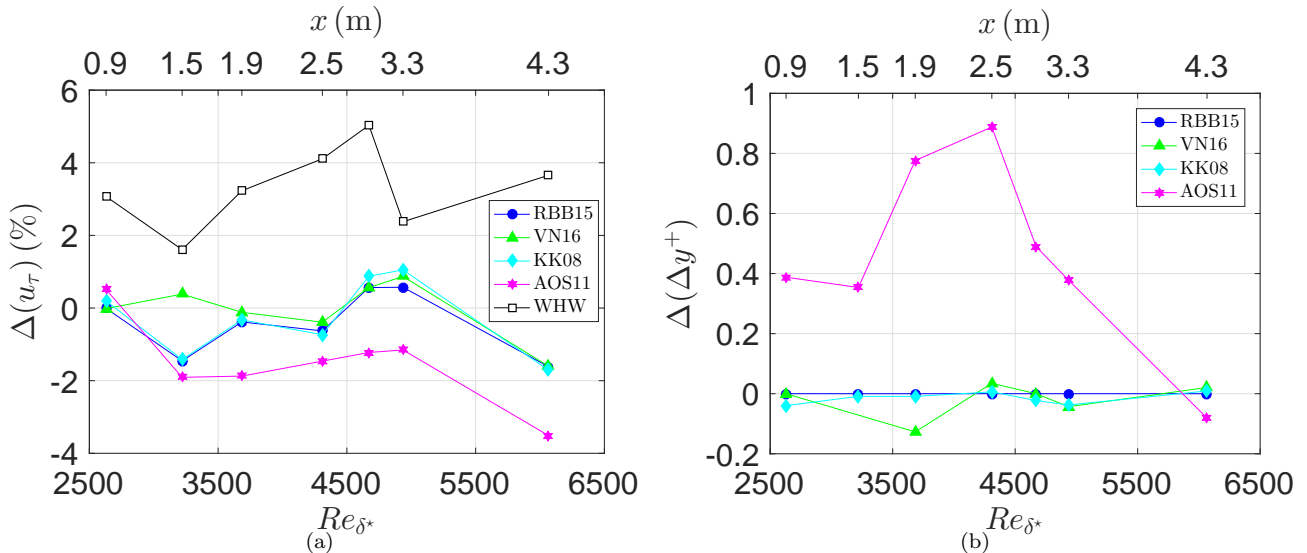 x (m)
0.9 1.5 1.9 2.5 3.3 4.3
6
4
2
0
-2
-4
Δ(u_τ) (%)
RBB15
VN16
KK08
AOS11
WHW
2500 3500 4500 5500 6500
Re_δ⋆
(a)
x (m)
0.9 1.5 1.9 2.5 3.3 4.3
1
0.8
0.6
0.4
0.2
0
-0.2
Δ(Δy⁺)
RBB15
VN16
KK08
AOS11
2500 3500 4500 5500 6500
Re_δ⋆
(b)